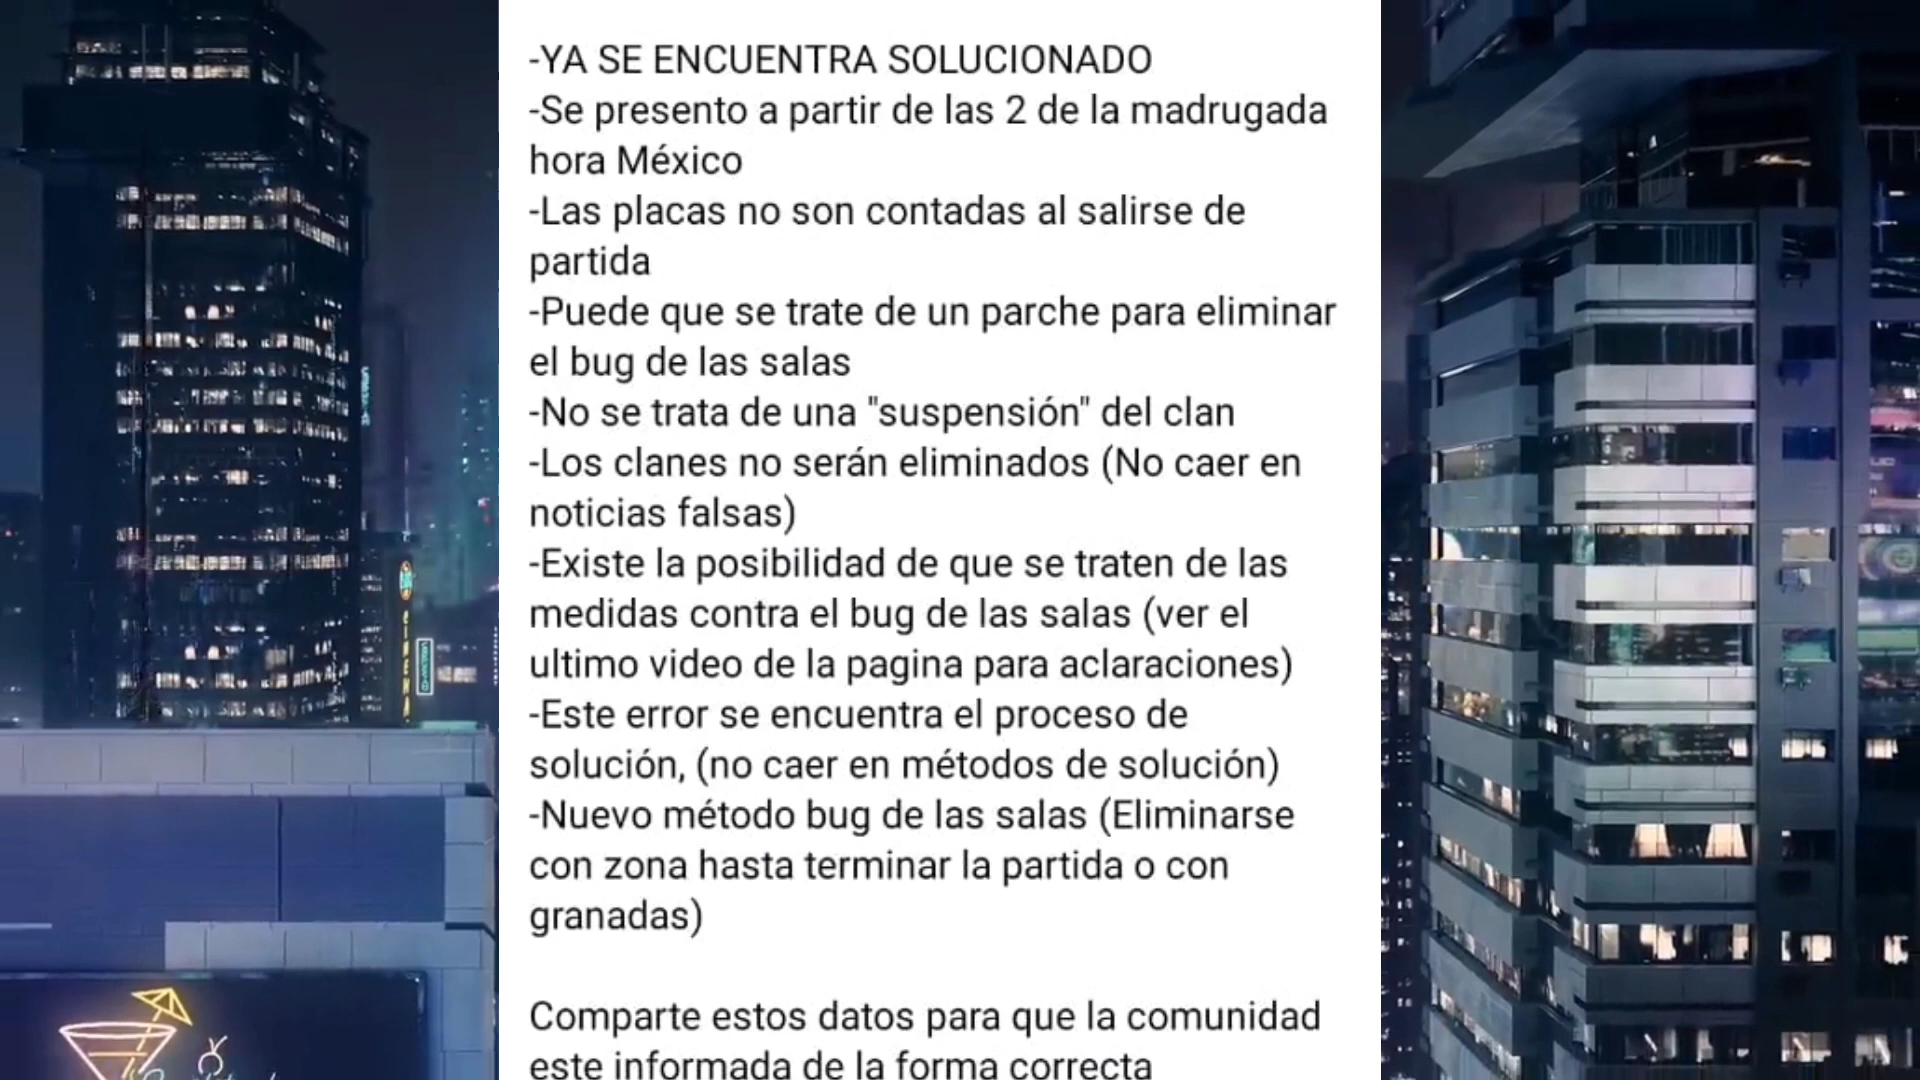 -YA SE ENCUENTRA SOLUCIONADO
-Se presento a partir de las 2 de la madrugada
hora México
-Las placas no son contadas al salirse de
partida
-Puede que se trate de un parche para eliminar
el bug de las salas
-No se trata de una "suspensión" del clan
-Los clanes no serán eliminados (No caer en
noticias falsas)
-Existe la posibilidad de que se traten de las
medidas contra el bug de las salas (ver el
ultimo video de la pagina para aclaraciones)
-Este error se encuentra el proceso de
solución, (no caer en métodos de solución)
-Nuevo método bug de las salas (Eliminarse
con zona hasta terminar la partida o con
granadas)
Comparte estos datos para que la comunidad
este informada de la forma correcta
CINEMA